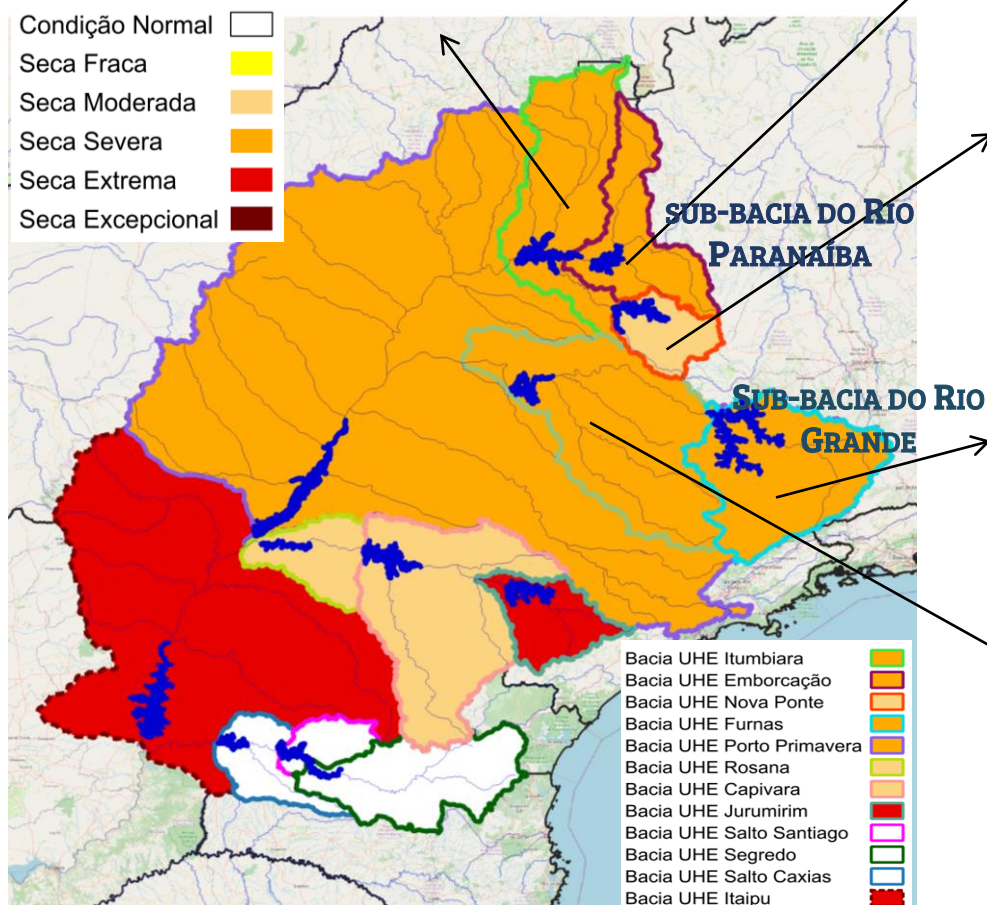 Condição Normal
Seca Fraca
Seca Moderada
Seca Severa
Seca Extrema
Seca Excepcional
SUB-BACIA DO RIO
PARANAÍBA
SUB-BACIA DO RIO
GRANDE
Bacia UHE Itumbiara
Bacia UHE Emborcação
Bacia UHE Nova Ponte
Bacia UHE Furnas
Bacia UHE Porto Primavera
Bacia UHE Rosana
Bacia UHE Capivara
Bacia UHE Jurumirim
Bacia UHE Salto Santiago
Bacia UHE Segredo
Bacia UHE Salto Caxias
Bacia UHE Itaipu